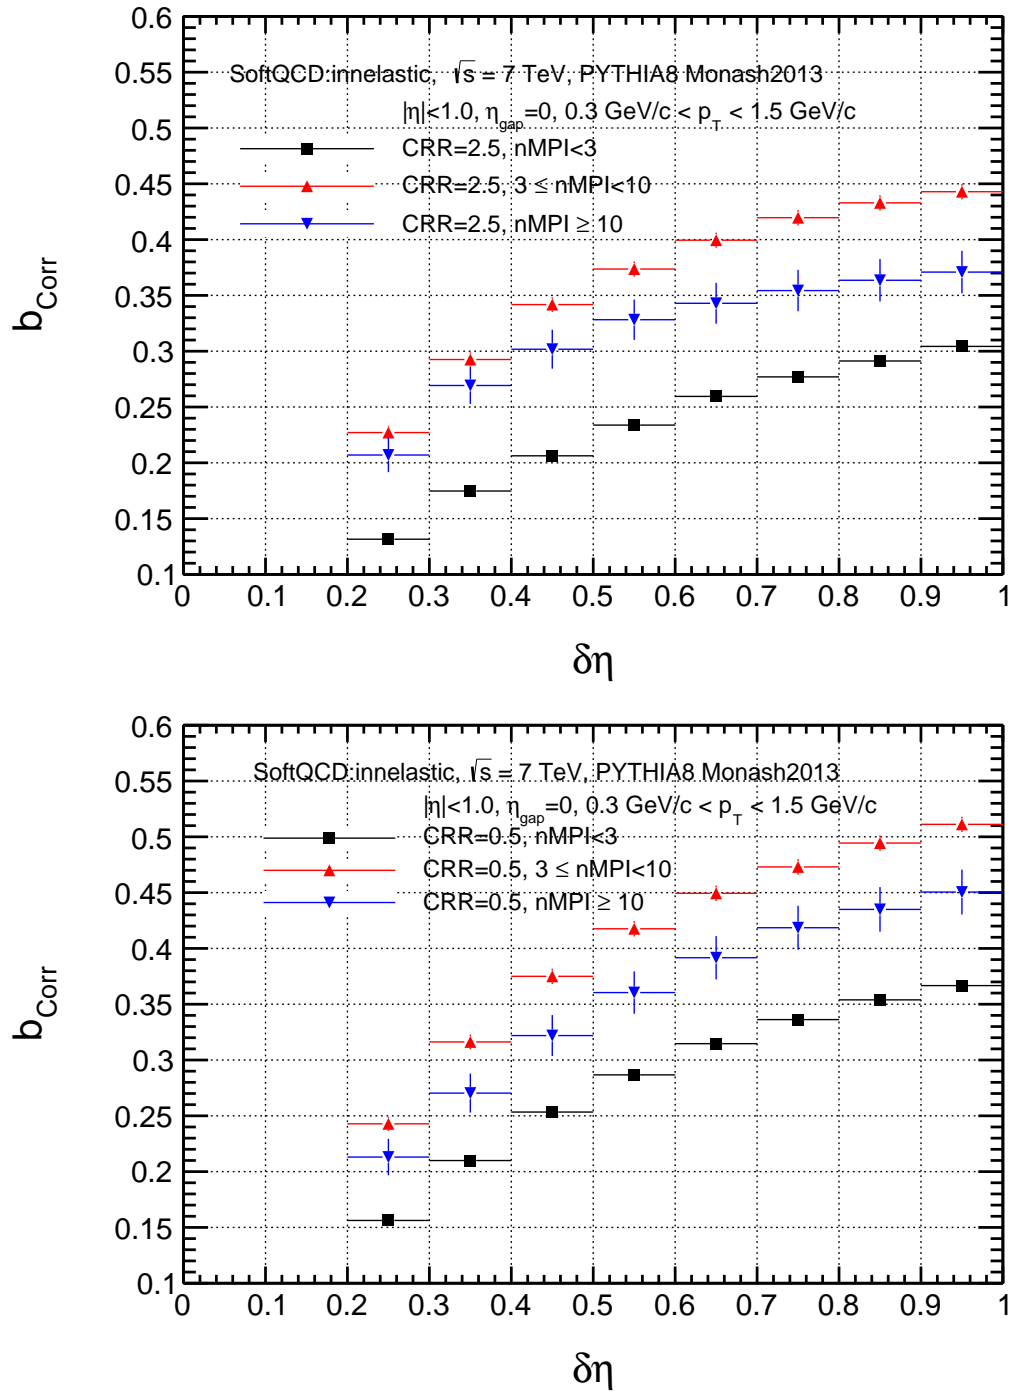 0.6
SoftQCD:innelastic, √s = 7 TeV, PYTHIA8 Monash2013
0.55
|η|<1.0, η_gap=0, 0.3 GeV/c < p_T < 1.5 GeV/c
0.5
CRR=2.5, nMPI<3
0.45
CRR=2.5, 3 ≤ nMPI<10
0.4
CRR=2.5, nMPI ≥ 10
0.35
b_Corr
0.3
0.25
0.2
0.15
0.1
0 0.1 0.2 0.3 0.4 0.5 0.6 0.7 0.8 0.9 1
δη
0.6
SoftQCD:innelastic, √s = 7 TeV, PYTHIA8 Monash2013
0.55
|η|<1.0, η_gap=0, 0.3 GeV/c < p_T < 1.5 GeV/c
0.5
CRR=0.5, nMPI<3
CRR=0.5, 3 ≤ nMPI<10
0.45
CRR=0.5, nMPI ≥ 10
0.4
0.35
b_Corr
0.3
0.25
0.2
0.15
0.1
0 0.1 0.2 0.3 0.4 0.5 0.6 0.7 0.8 0.9 1
δη